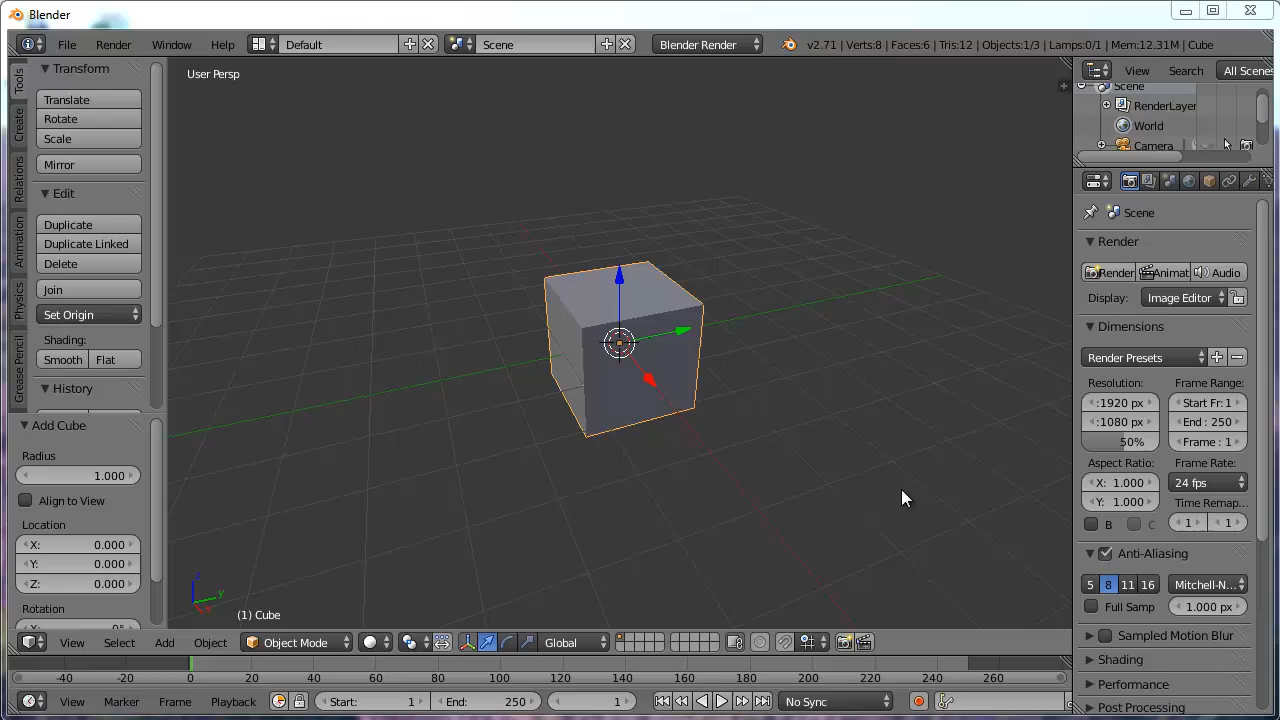 Blender
File Render Window Help Default Scene Blender Render v2.71 | Verts:8 | Faces:6 | Tris:12 | Objects:1/3 | Lamps:0/1 | Mem:12.31M | Cube
Tools
Create
Relations
Animation
Physics
Grease Pencil
Transform
Translate
Rotate
Scale
Mirror
Edit
Duplicate
Duplicate Linked
Delete
Join
Set Origin
Shading:
Smooth Flat
History
Add Cube
Radius
1.000
Align to View
Location
X: 0.000
Y: 0.000
Z: 0.000
Rotation
User Persp
z
y
(1) Cube
View Select Add Object Object Mode Global
-40 -20 0 20 40 60 80 100 120 140 160 180 200 220 240 260
View Marker Frame Playback Start: 1 End: 250 1 No Sync
View Search All Scenes
Scene
RenderLayer
World
Camera
Scene
Render
Render Animat Audio
Display: Image Editor
Dimensions
Render Presets
Resolution: Frame Range:
:1920 px Start Fr: 1
:1080 px End : 250
50% Frame : 1
Aspect Ratio: Frame Rate:
X: 1.000 24 fps
Y: 1.000 Time Remap...
B C 1 1
Anti-Aliasing
5 8 11 16 Mitchell-N...
Full Samp 1.000 px
Sampled Motion Blur
Shading
Performance
Post Processing